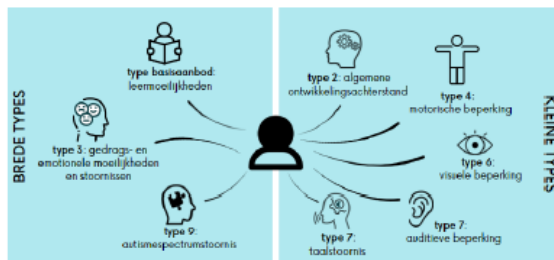 BREDE TYPES
type basisaanbod:
leermoeilijkheden
type 3: gedrags- en
emotionele moeilijkheden
en stoornissen
type 9:
autismespectrumstoornis
type 2: algemene
ontwikkelingsachterstand
type 4:
motorische beperking
type 6:
visuele beperking
type 7:
auditieve beperking
type 7:
taalstoornis
KLEINE TYPES